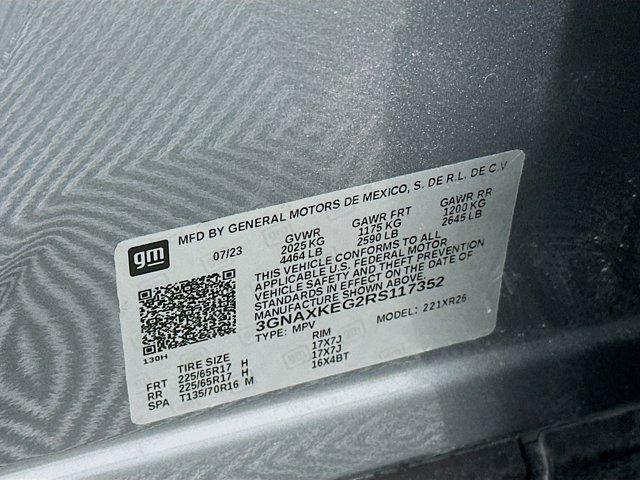 gm
MFD BY GENERAL MOTORS DE MEXICO, S. DE R.L. DE C.V
07/23 GVWR GAWR FRT GAWR RR
2025 KG 1175 KG 1200 KG
4464 LB 2590 LB 2645 LB
THIS VEHICLE CONFORMS TO ALL
APPLICABLE U.S. FEDERAL MOTOR
VEHICLE SAFETY AND THEFT PREVENTION
STANDARDS IN EFFECT ON THE DATE OF
MANUFACTURE SHOWN ABOVE.
3GNAXKEG2RS117352
TYPE: MPV MODEL: 221XR26
130H
TIRE SIZE RIM
FRT 225/65R17 H 17X7J
RR 225/65R17 H 17X7J
SPA T135/70R16 M 16X4BT